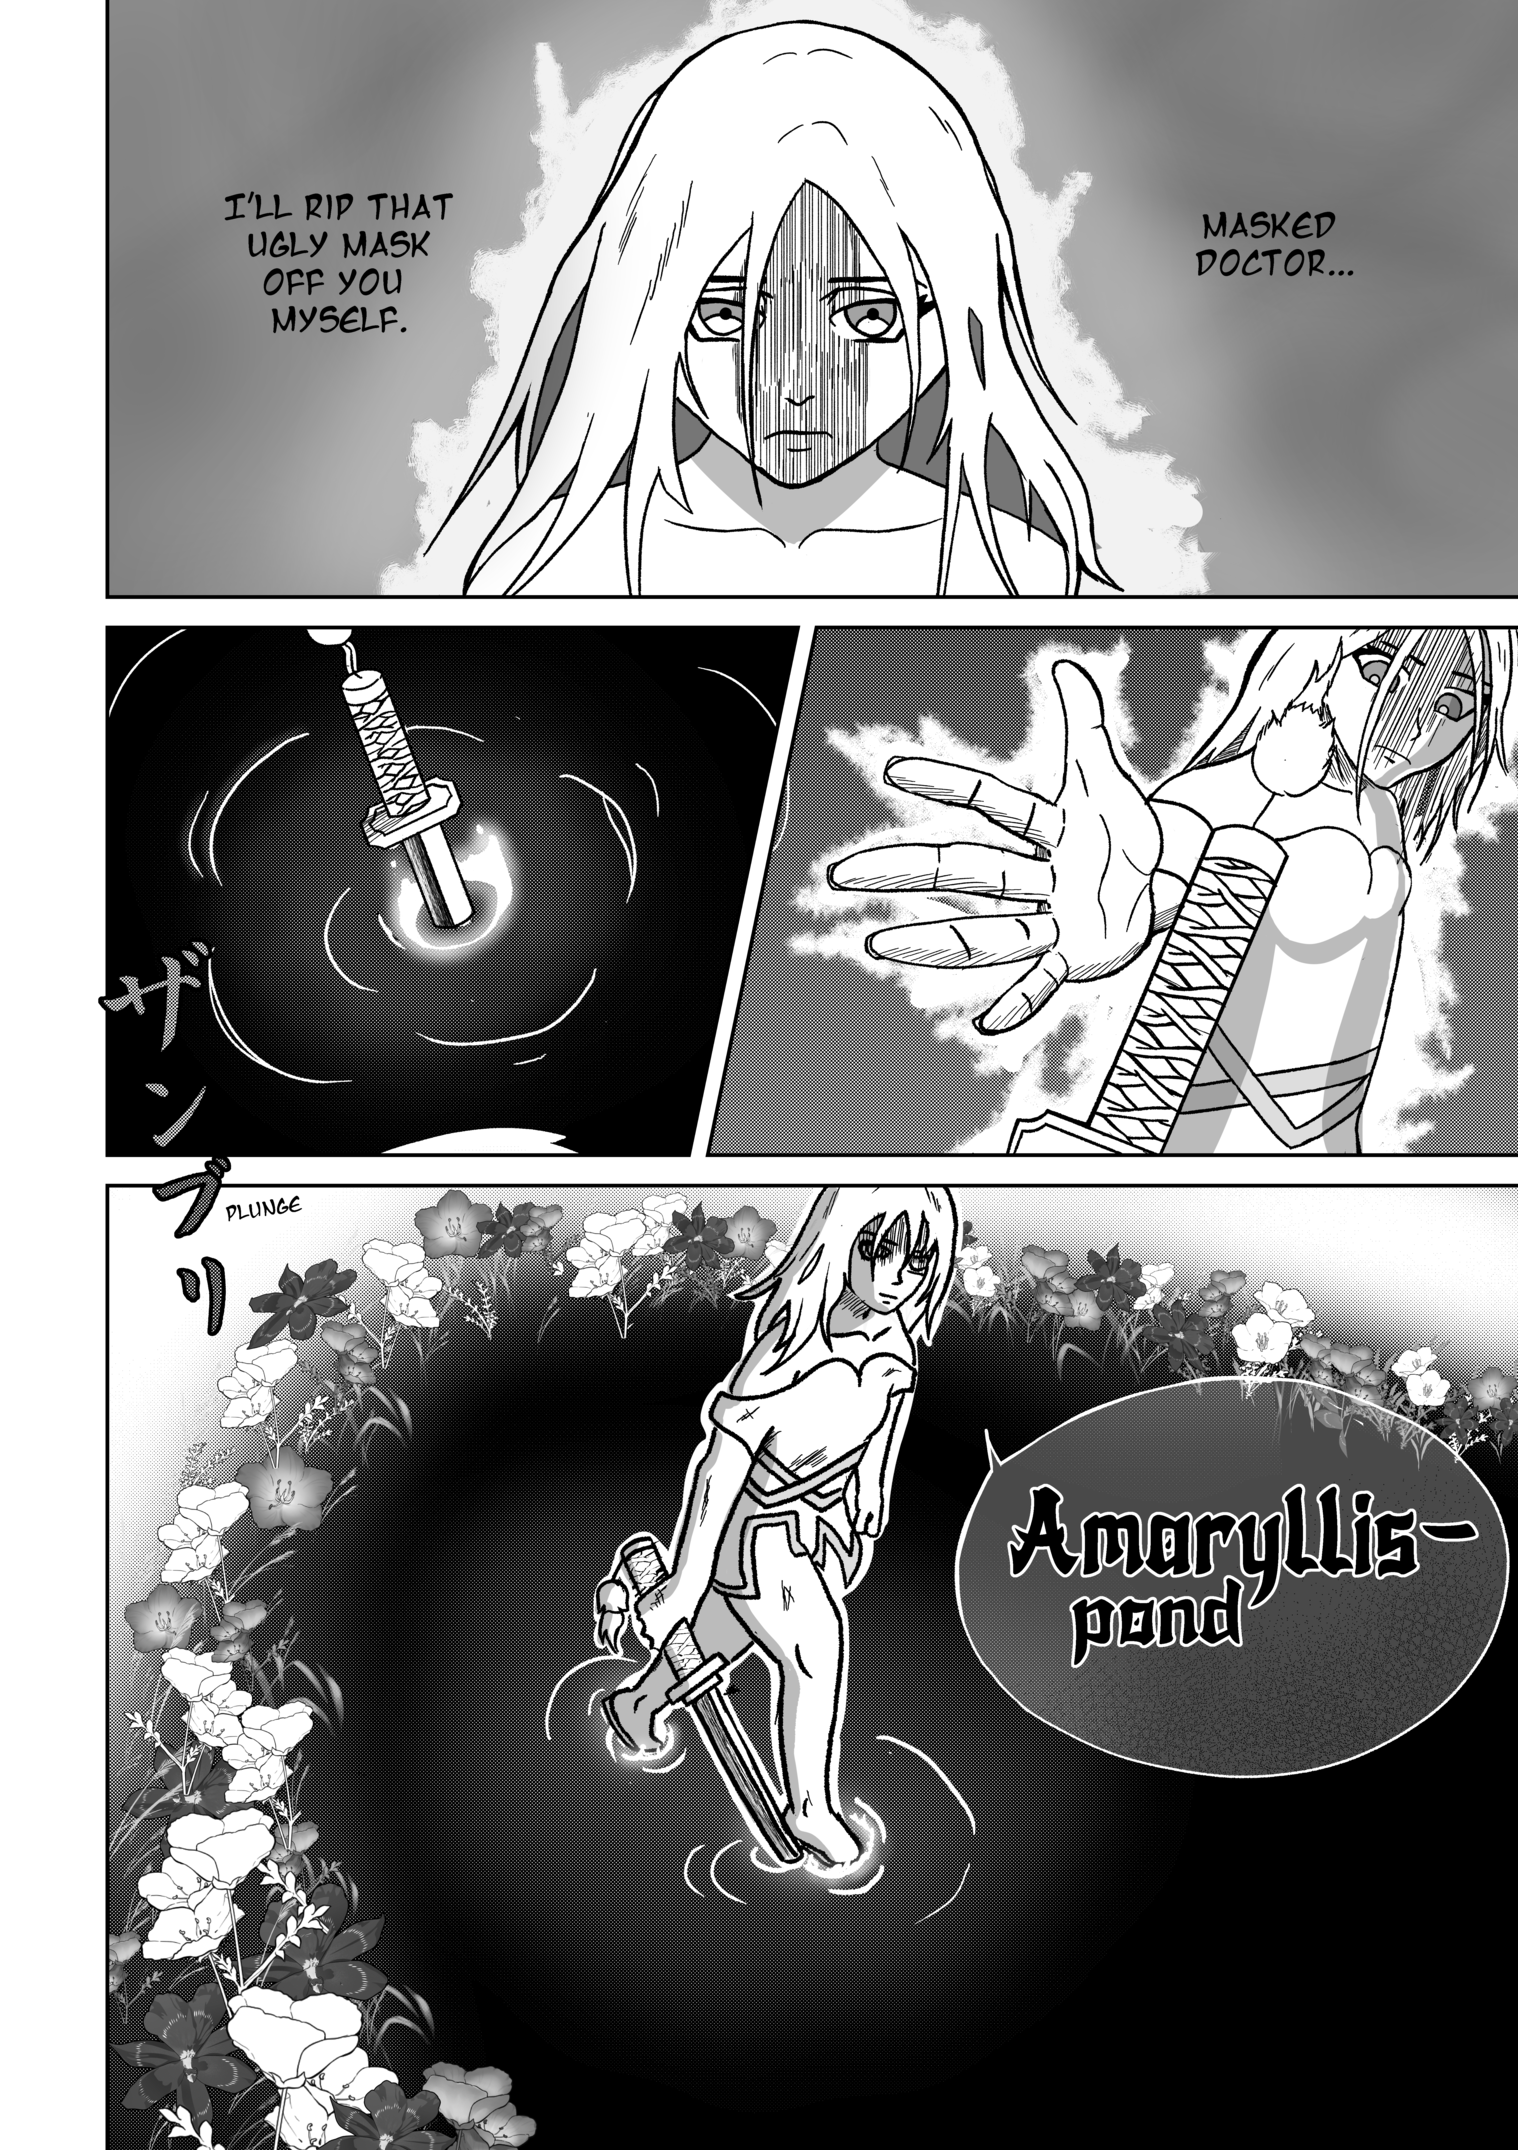 MASKED
DOCTOR...
I'LL RIP THAT
UGLY MASK
OFF YOU
MYSELF.
ザンブリ
PLUNGE
Amaryllis-
pond